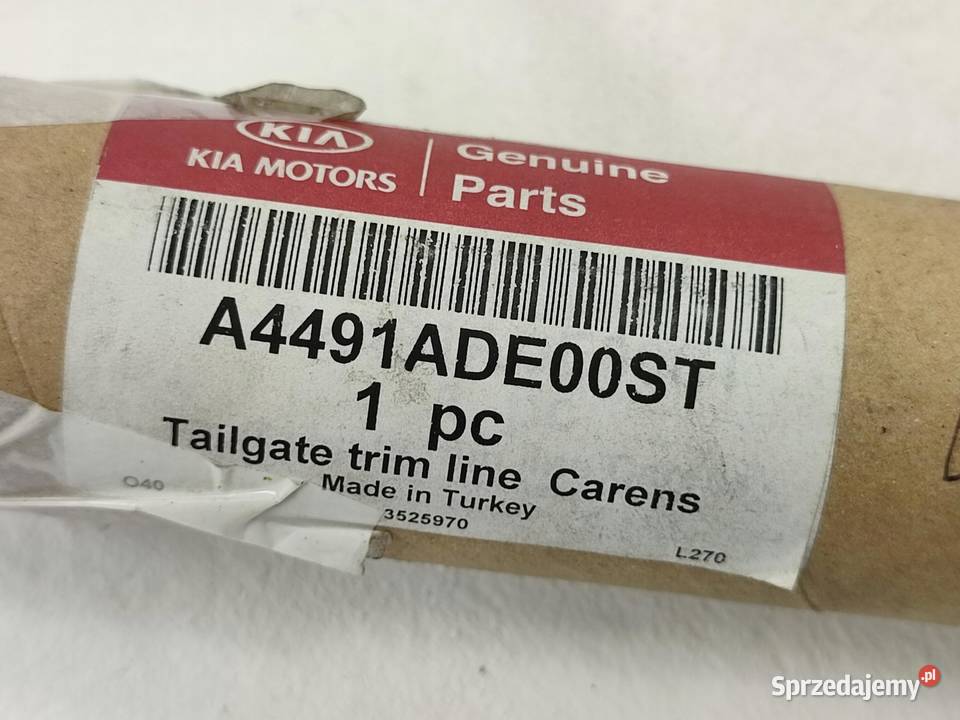 KIA
KIA MOTORS
Genuine
Parts
A4491ADE00ST
1 pc
Tailgate trim line Carens
O40
Made in Turkey
3525970
L270
Sprzedajemy.pl